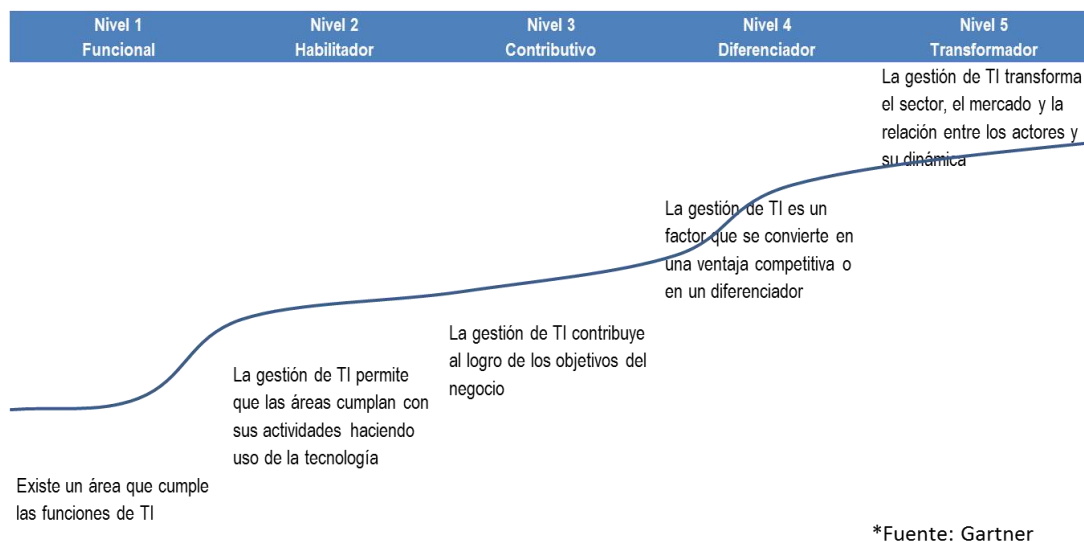 Nivel 1
Funcional
Nivel 2
Habilitador
Nivel 3
Contributivo
Nivel 4
Diferenciador
Nivel 5
Transformador
La gestión de TI transforma
el sector, el mercado y la
relación entre los actores y
su dinámica
La gestión de TI es un
factor que se convierte en
una ventaja competitiva o
en un diferenciador
La gestión de TI contribuye
al logro de los objetivos del
negocio
La gestión de TI permite
que las áreas cumplan con
sus actividades haciendo
uso de la tecnología
Existe un área que cumple
las funciones de TI
*Fuente: Gartner